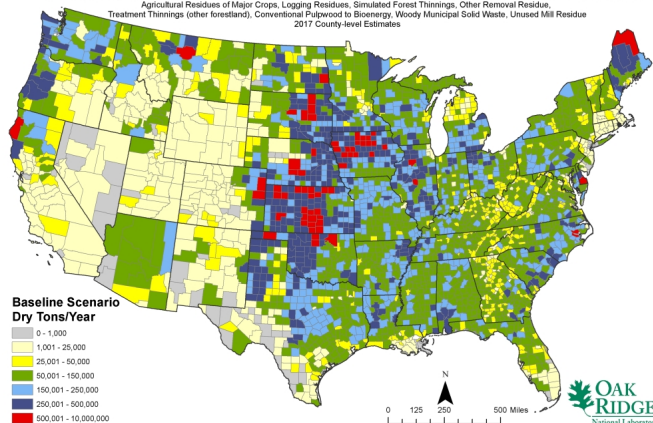 Agricultural Residues of Major Crops, Logging Residues, Simulated Forest Thinnings, Other Removal Residue,
Treatment Thinnings (other forestland), Conventional Pulpwood to Bioenergy, Woody Municipal Solid Waste, Unused Mill Residue
2017 County-level Estimates
Baseline Scenario
Dry Tons/Year
0 - 1,000
1,001 - 25,000
25,001 - 50,000
50,001 - 150,000
150,001 - 250,000
250,001 - 500,000
500,001 - 10,000,000
N
0 125 250 500 Miles
OAK
RIDGE
National Laborato